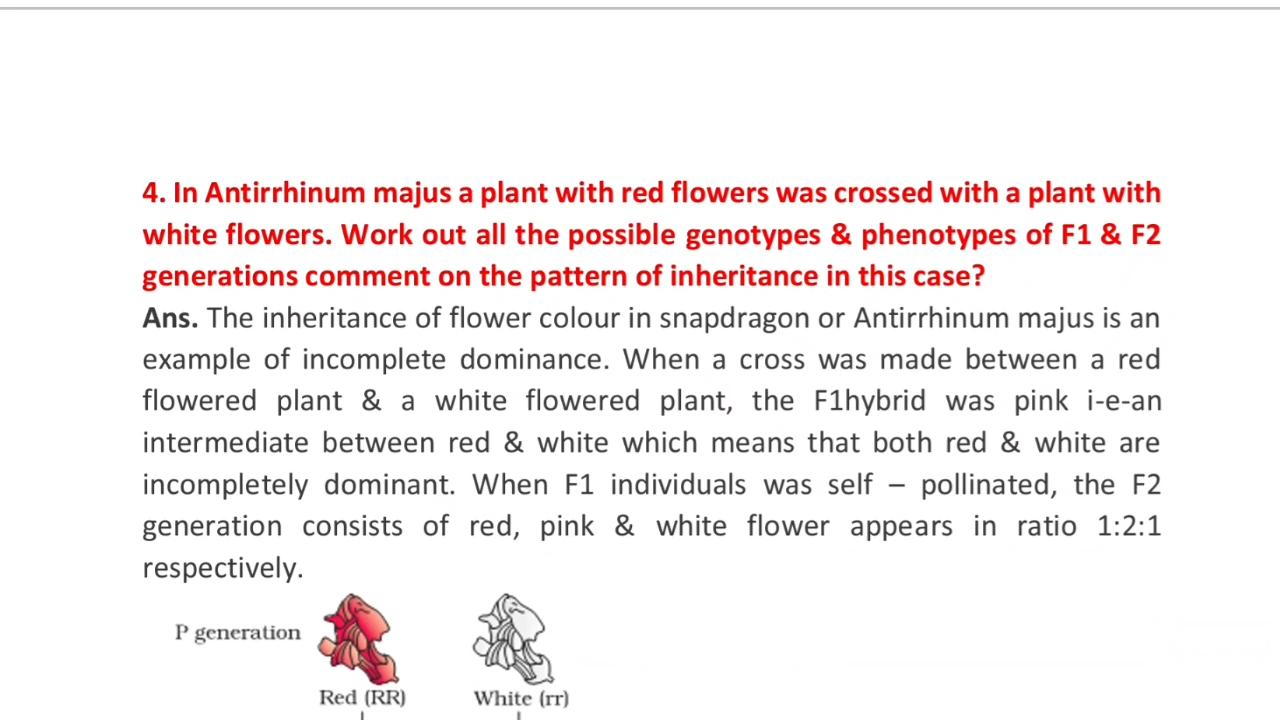 4. In Antirrhinum majus a plant with red flowers was crossed with a plant with
white flowers. Work out all the possible genotypes & phenotypes of F1 & F2
generations comment on the pattern of inheritance in this case?
Ans. The inheritance of flower colour in snapdragon or Antirrhinum majus is an
example of incomplete dominance. When a cross was made between a red
flowered plant & a white flowered plant, the F1hybrid was pink i-e-an
intermediate between red & white which means that both red & white are
incompletely dominant. When F1 individuals was self – pollinated, the F2
generation consists of red, pink & white flower appears in ratio 1:2:1
respectively.
P generation
Red (RR) White (rr)